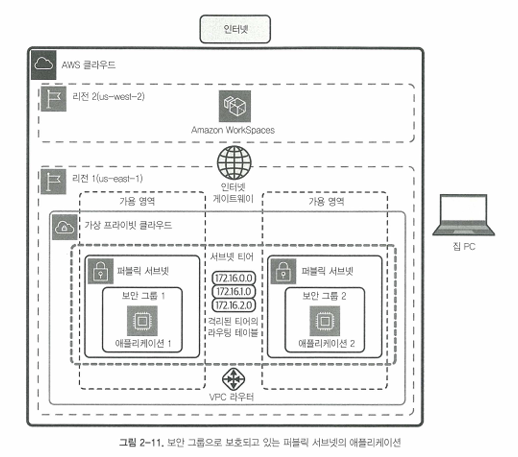 인터넷
AWS 클라우드
리전 2(us-west-2)
Amazon WorkSpaces
리전 1(us-east-1)
인터넷
게이트웨이
가용 영역
가용 영역
가상 프라이빗 클라우드
집 PC
퍼블릭 서브넷
서브넷 티어
퍼블릭 서브넷
보안 그룹 1
172.16.0.0
172.16.1.0
172.16.2.0
보안 그룹 2
애플리케이션 1
격리된 티어의
라우팅 테이블
애플리케이션 2
VPC 라우터
그림 2-11. 보안 그룹으로 보호되고 있는 퍼블릭 서브넷의 애플리케이션